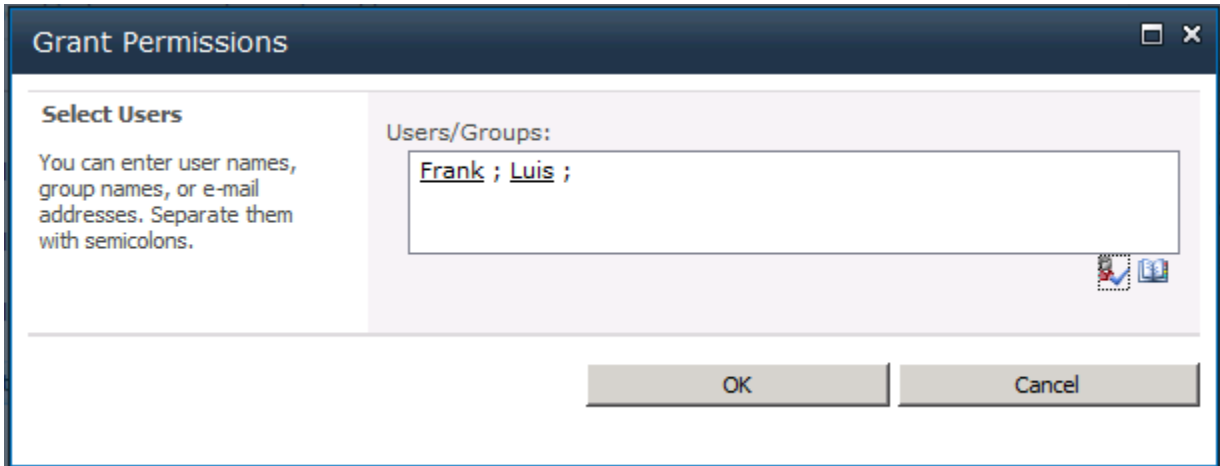 Grant Permissions
Select Users
You can enter user names,
group names, or e-mail
addresses. Separate them
with semicolons.
Users/Groups:
Frank ; Luis ;
OK
Cancel